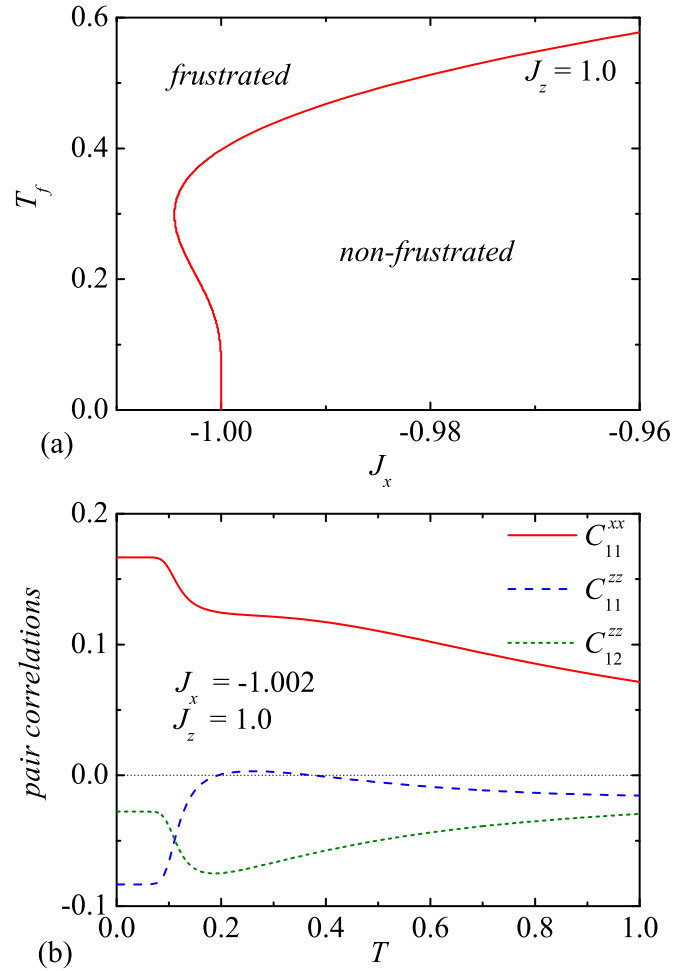 0.6
frustrated
J_z = 1.0
0.4
T_f
non-frustrated
0.2
0.0
-1.00 -0.98 -0.96
(a)
J_x
0.2
C_11^xx
C_11^zz
0.1
C_12^zz
pair correlations
J_x = -1.002
J_z = 1.0
0.0
-0.1
0.0 0.2 0.4 0.6 0.8 1.0
(b)
T